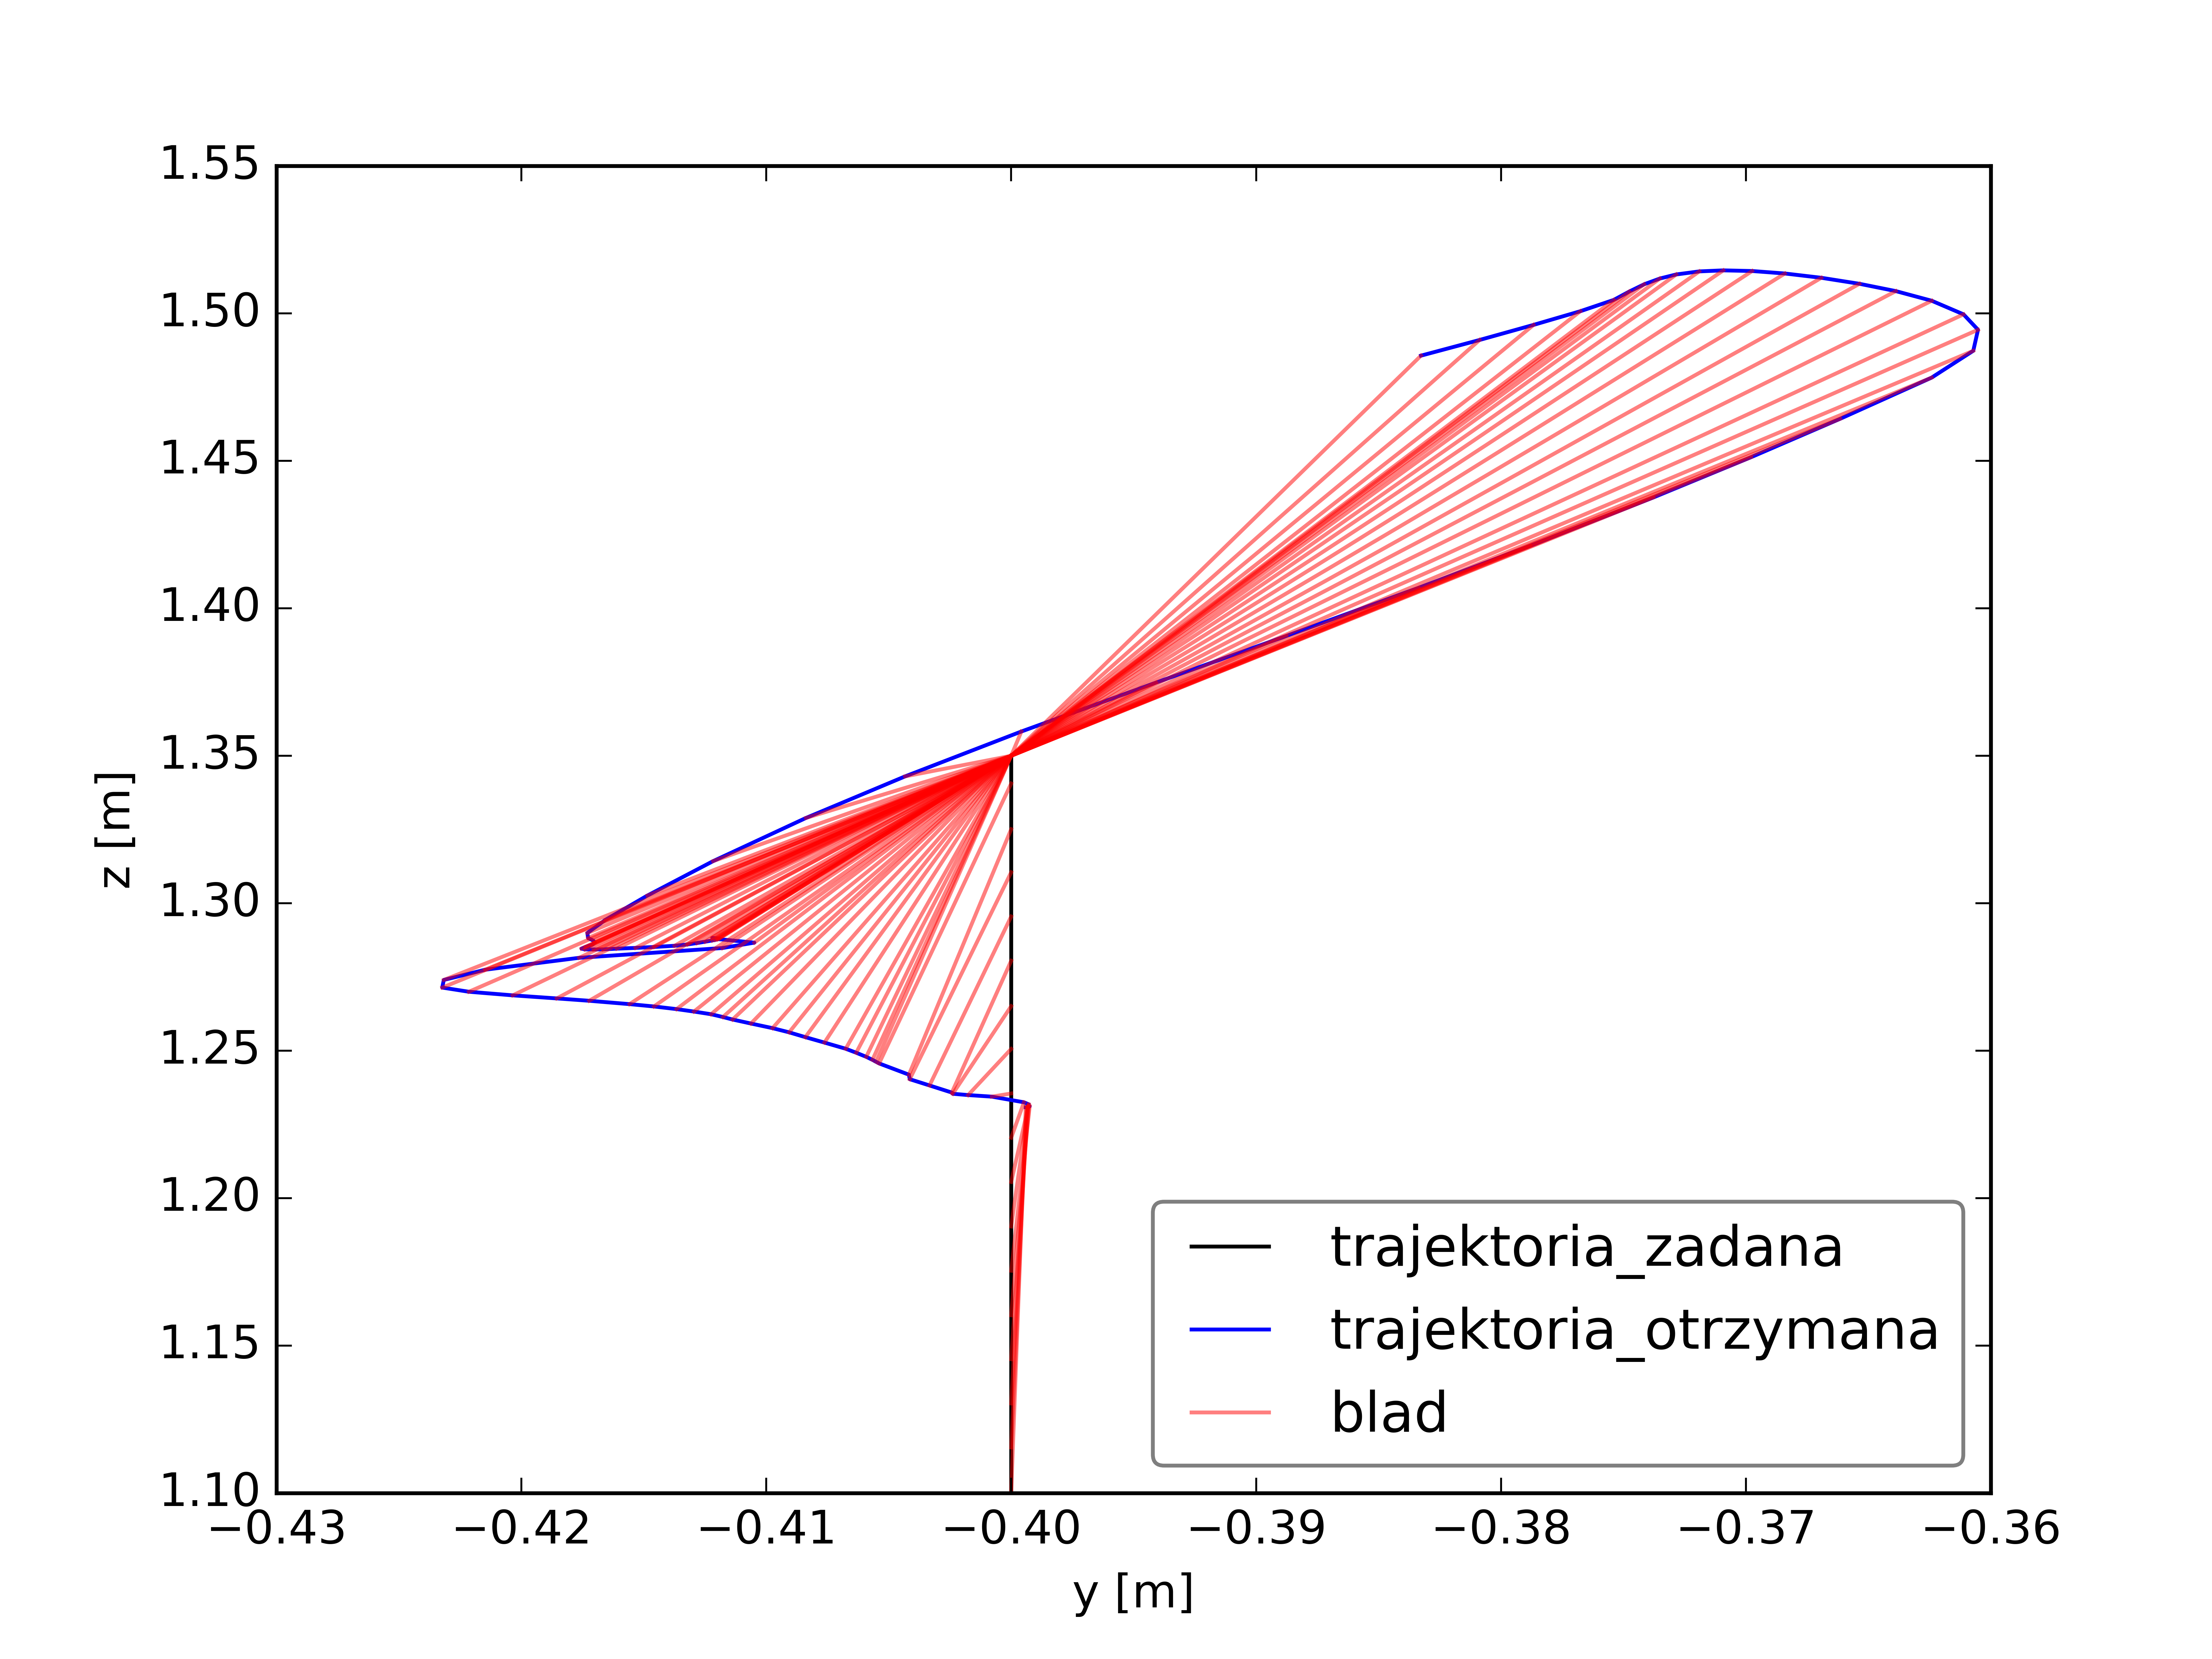 1.55
1.50
1.45
1.40
1.35
1.30
1.25
1.20
1.15
1.10
z [m]
−0.43 −0.42 −0.41 −0.40 −0.39 −0.38 −0.37 −0.36
y [m]
trajektoria_zadana
trajektoria_otrzymana
blad